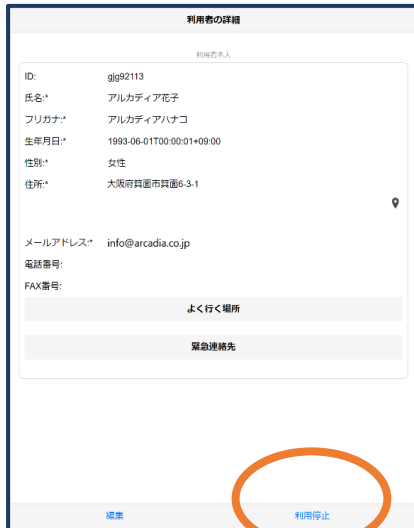 利用者の詳細
利用者本人
ID: gjg92113
氏名:* アルカディア花子
フリガナ:* アルカディアハナコ
生年月日:* 1993-06-01T00:00:01+09:00
性別:* 女性
住所:* 大阪府箕面市箕面6-3-1
メールアドレス:* info@arcadia.co.jp
電話番号:
FAX番号:
よく行く場所
緊急連絡先
編集 利用停止